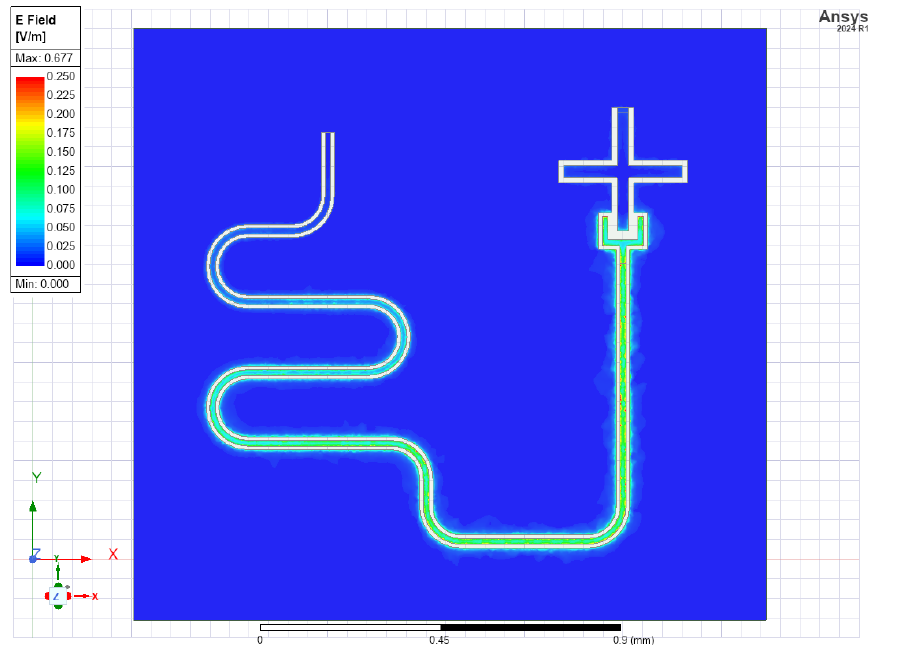 E Field
[V/m]
Max: 0.677
0.250
0.225
0.200
0.175
0.150
0.125
0.100
0.075
0.050
0.025
0.000
Min: 0.000
Ansys
2024 R1
Y
Z
X
Y
Z
X
0
0.45
0.9 (mm)